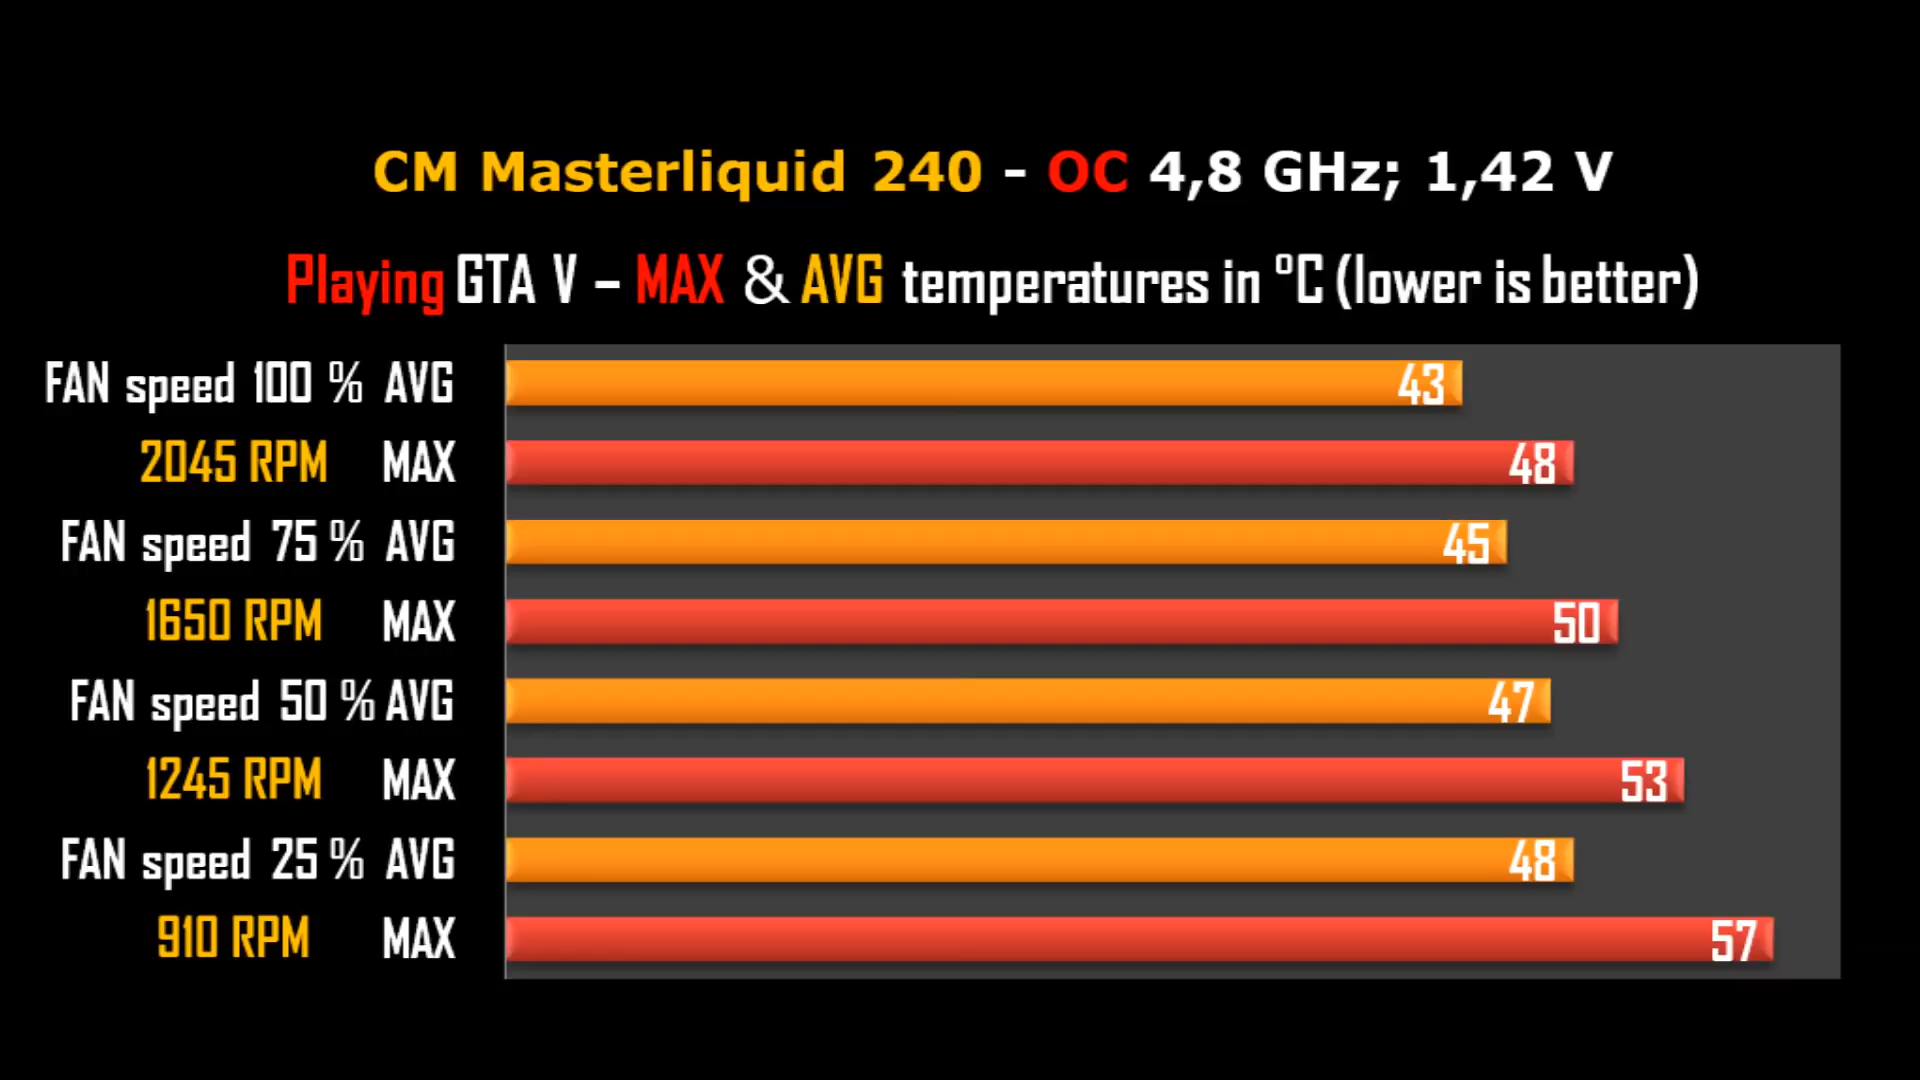 CM Masterliquid 240 - OC 4,8 GHz; 1,42 V
Playing GTA V – MAX & AVG temperatures in °C (lower is better)
FAN speed 100 % AVG 43
2045 RPM MAX 48
FAN speed 75 % AVG 45
1650 RPM MAX 50
FAN speed 50 % AVG 47
1245 RPM MAX 53
FAN speed 25 % AVG 48
910 RPM MAX 57